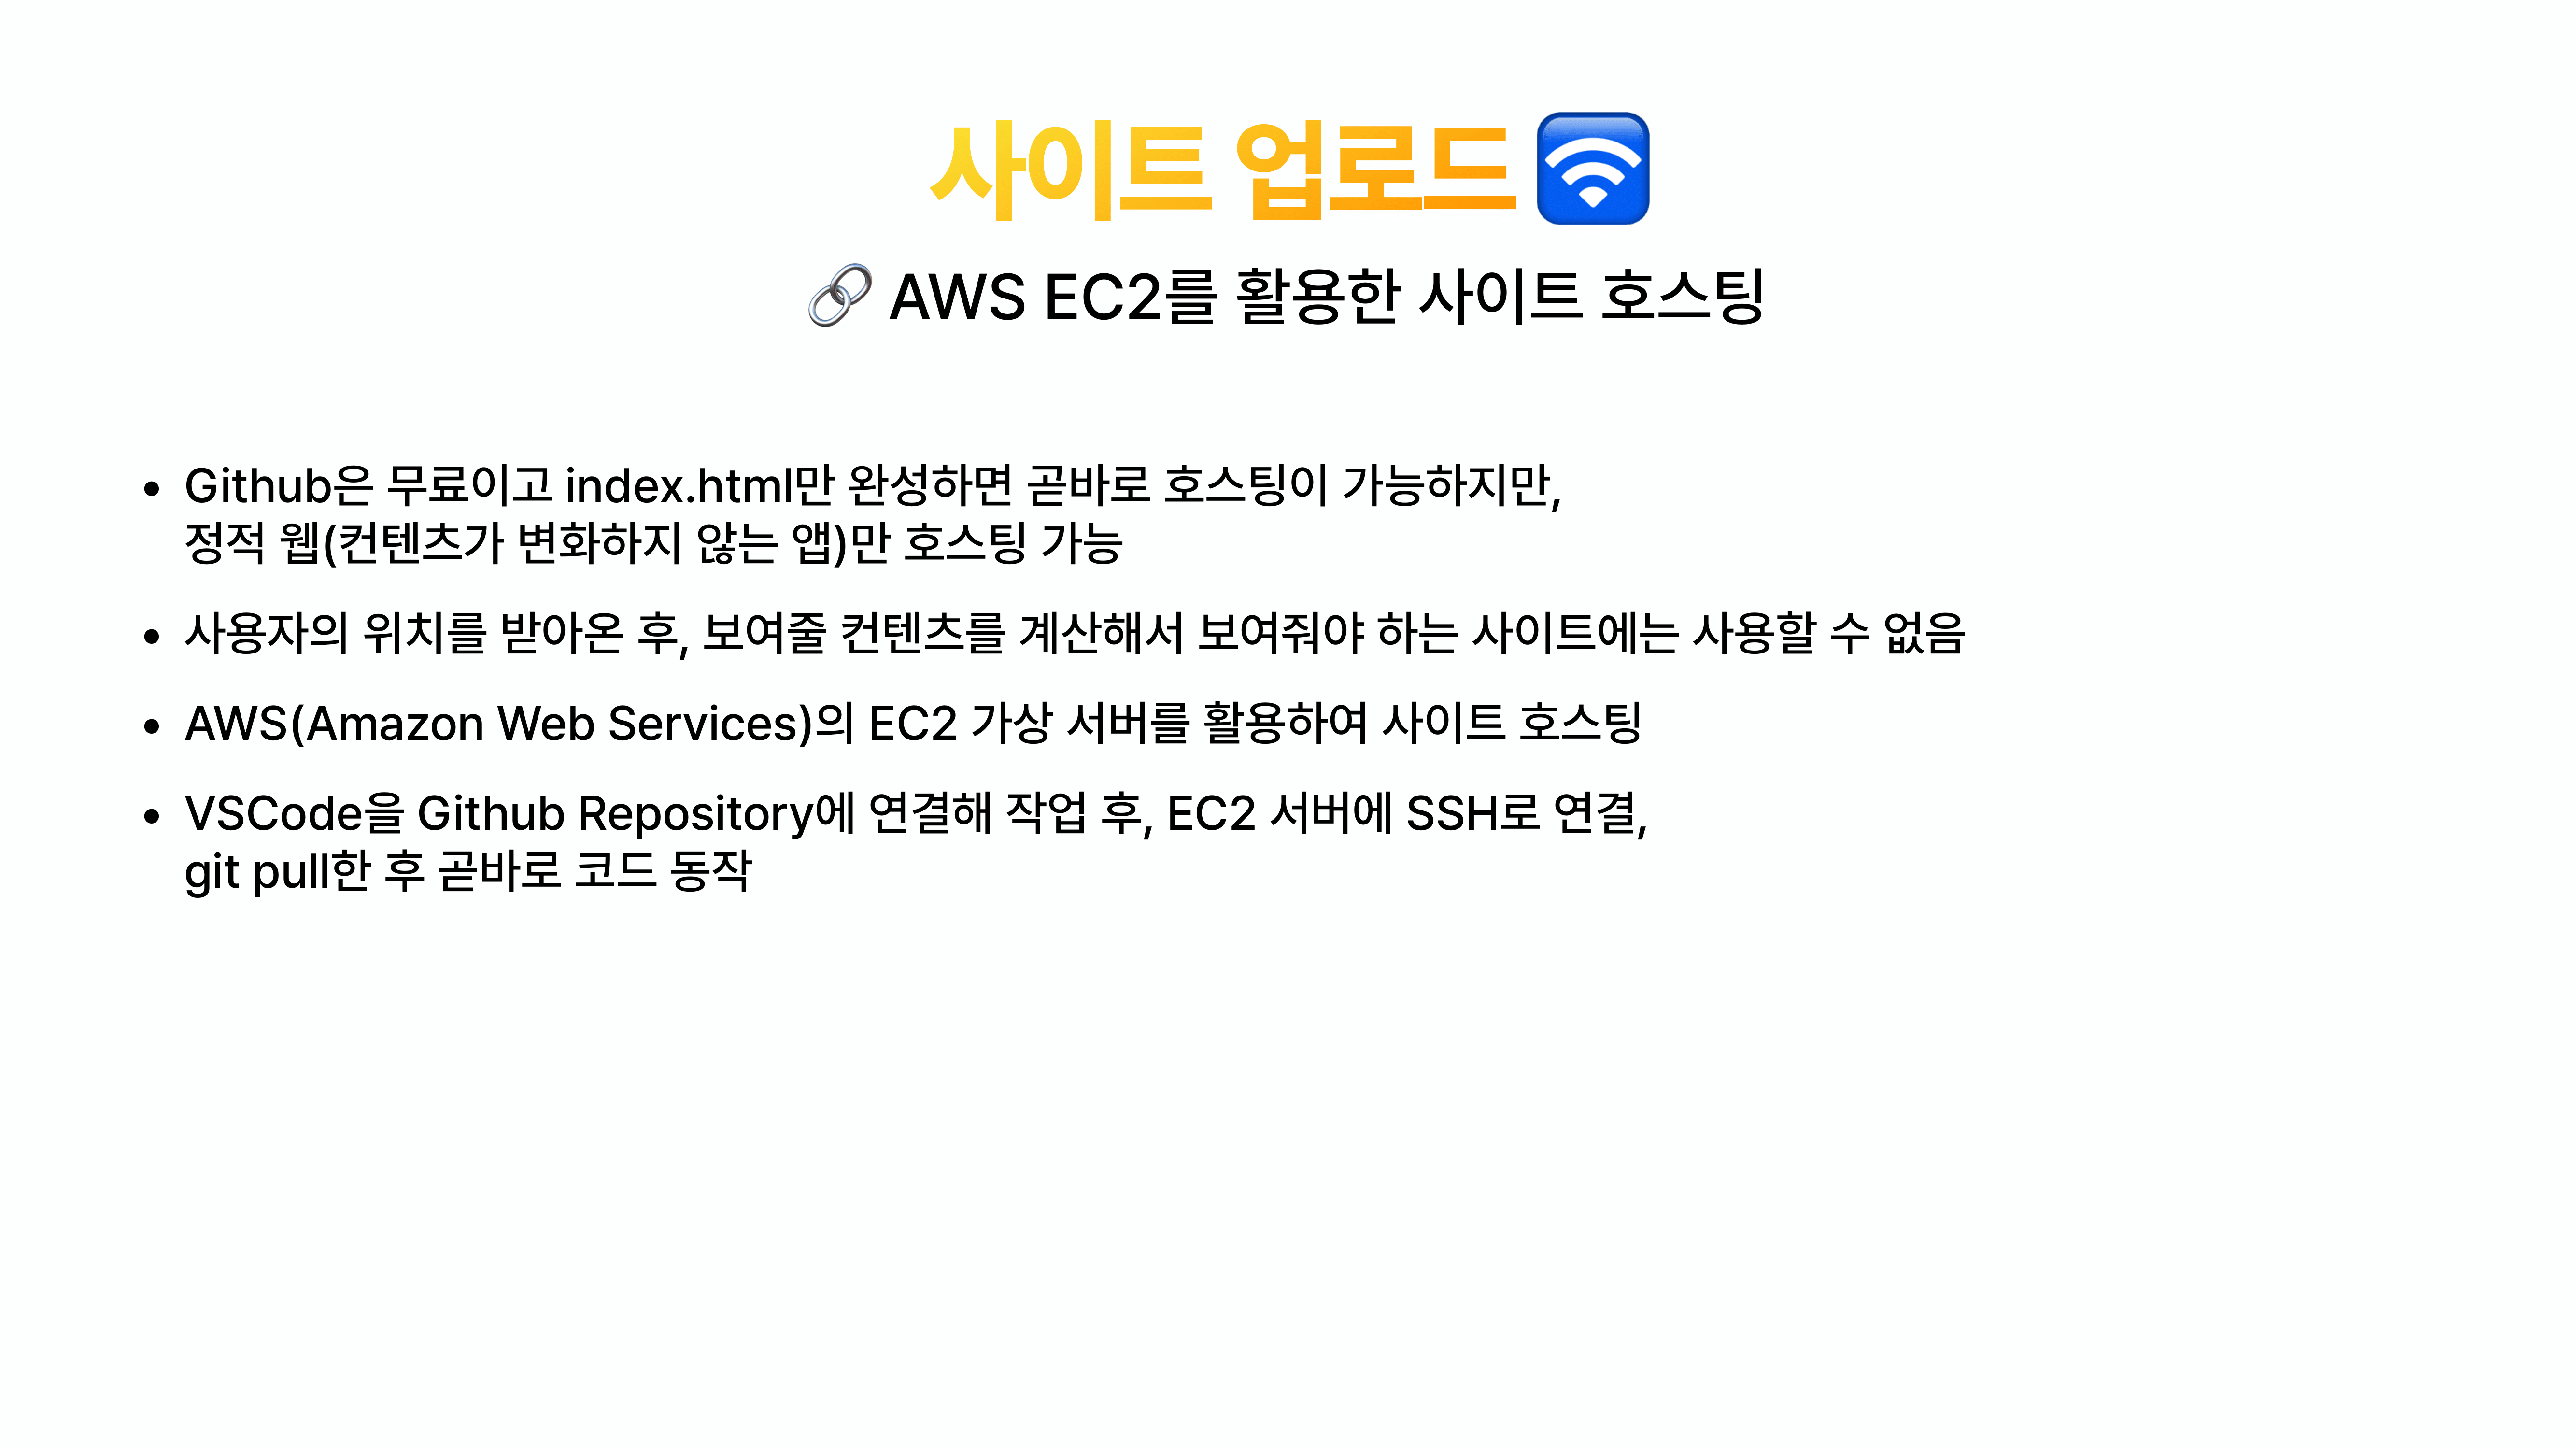 사이트 업로드 🛜
🔗 AWS EC2를 활용한 사이트 호스팅
• Github은 무료이고 index.html만 완성하면 곧바로 호스팅이 가능하지만,
정적 웹(컨텐츠가 변화하지 않는 앱)만 호스팅 가능
• 사용자의 위치를 받아온 후, 보여줄 컨텐츠를 계산해서 보여줘야 하는 사이트에는 사용할 수 없음
• AWS(Amazon Web Services)의 EC2 가상 서버를 활용하여 사이트 호스팅
• VSCode을 Github Repository에 연결해 작업 후, EC2 서버에 SSH로 연결,
git pull한 후 곧바로 코드 동작